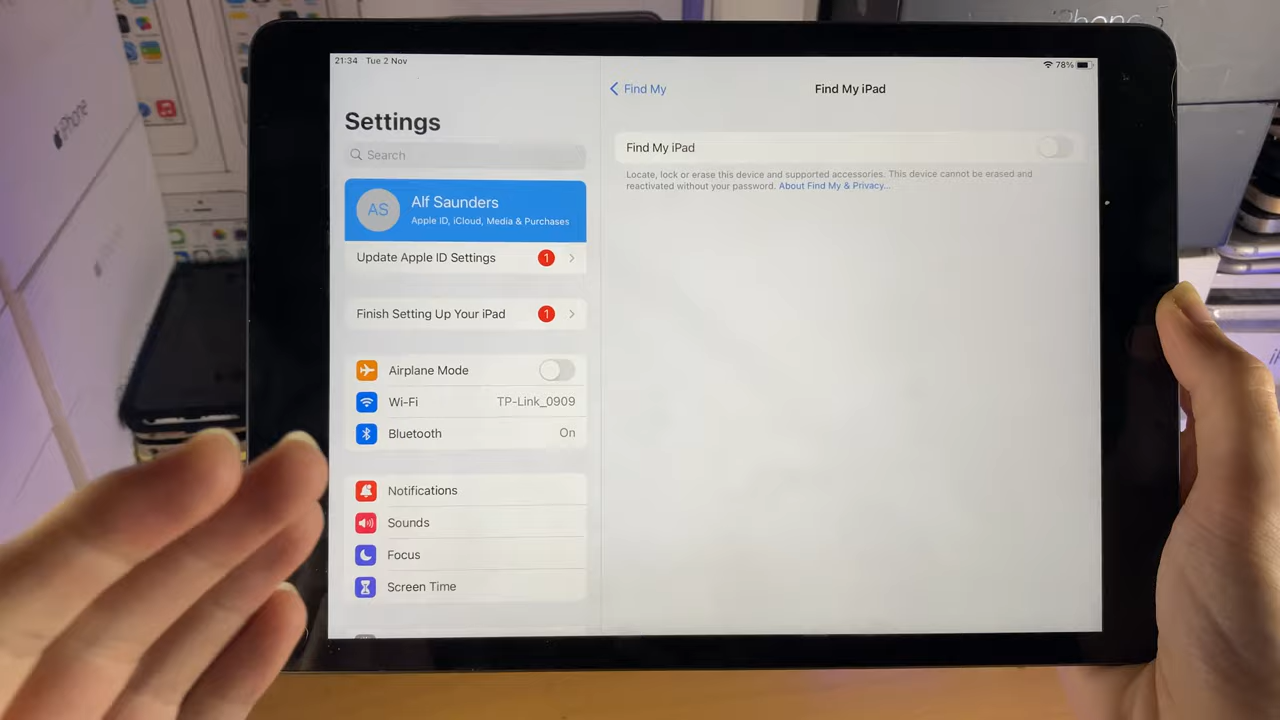 iPhone
iPhone 5
21:34 Tue 2 Nov
78%
Settings
Search
AS
Alf Saunders
Apple ID, iCloud, Media & Purchases
Update Apple ID Settings 1
Finish Setting Up Your iPad 1
Airplane Mode
Wi-Fi TP-Link_0909
Bluetooth On
Notifications
Sounds
Focus
Screen Time
Find My
Find My iPad
Find My iPad
Locate, lock or erase this device and supported accessories. This device cannot be erased and
reactivated without your password. About Find My & Privacy...